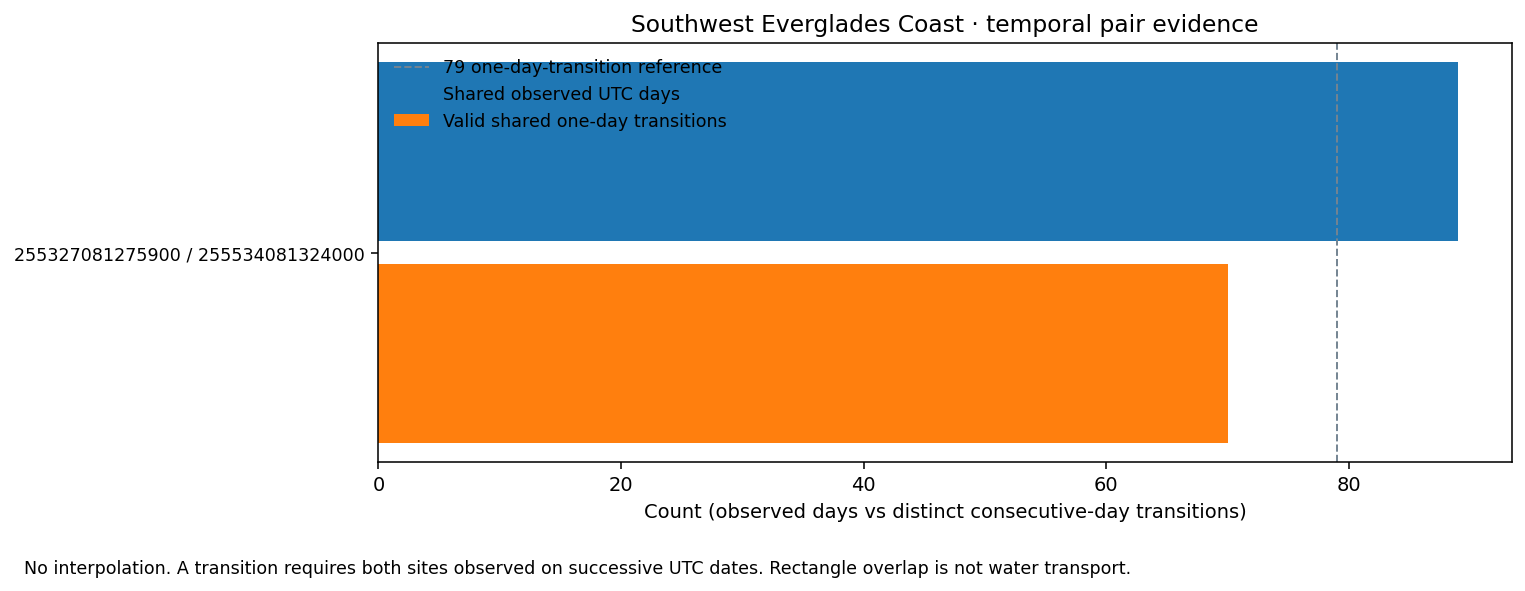 Southwest Everglades Coast · temporal pair evidence
79 one-day-transition reference
Shared observed UTC days
Valid shared one-day transitions
255327081275900 / 255534081324000
0 20 40 60 80
Count (observed days vs distinct consecutive-day transitions)
No interpolation. A transition requires both sites observed on successive UTC dates. Rectangle overlap is not water transport.